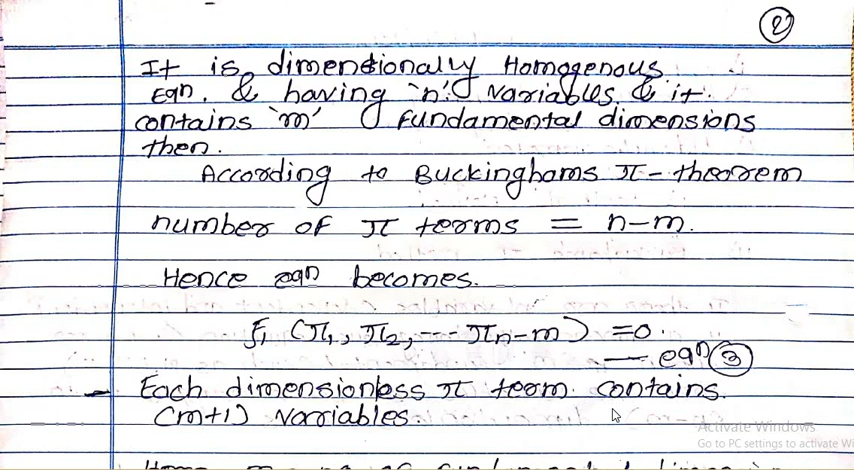 2
It is dimensionally Homogenous
Eqn. & having 'n' variables & it
contains 'm' fundamental dimensions
then.
According to Buckinghams π-theorem
number of π terms = n-m.
Hence eqn becomes.
f₁ (π₁, π₂, --- πn-m) = 0.
— eqn ③
- Each dimensionless π term contains
(m+1) variables.
Activate Windows
Go to PC settings to activate Wi